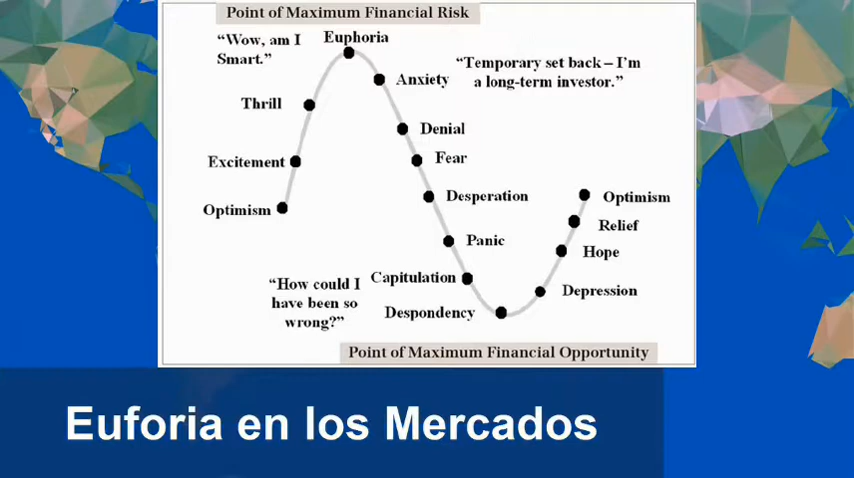 Point of Maximum Financial Risk
“Wow, am I
Smart.”
Euphoria
“Temporary set back – I’m
a long-term investor.”
Anxiety
Thrill
Denial
Fear
Excitement
Desperation
Optimism
Optimism
Relief
Panic
Hope
Capitulation
“How could I
have been so
wrong?”
Depression
Despondency
Point of Maximum Financial Opportunity
Euforia en los Mercados